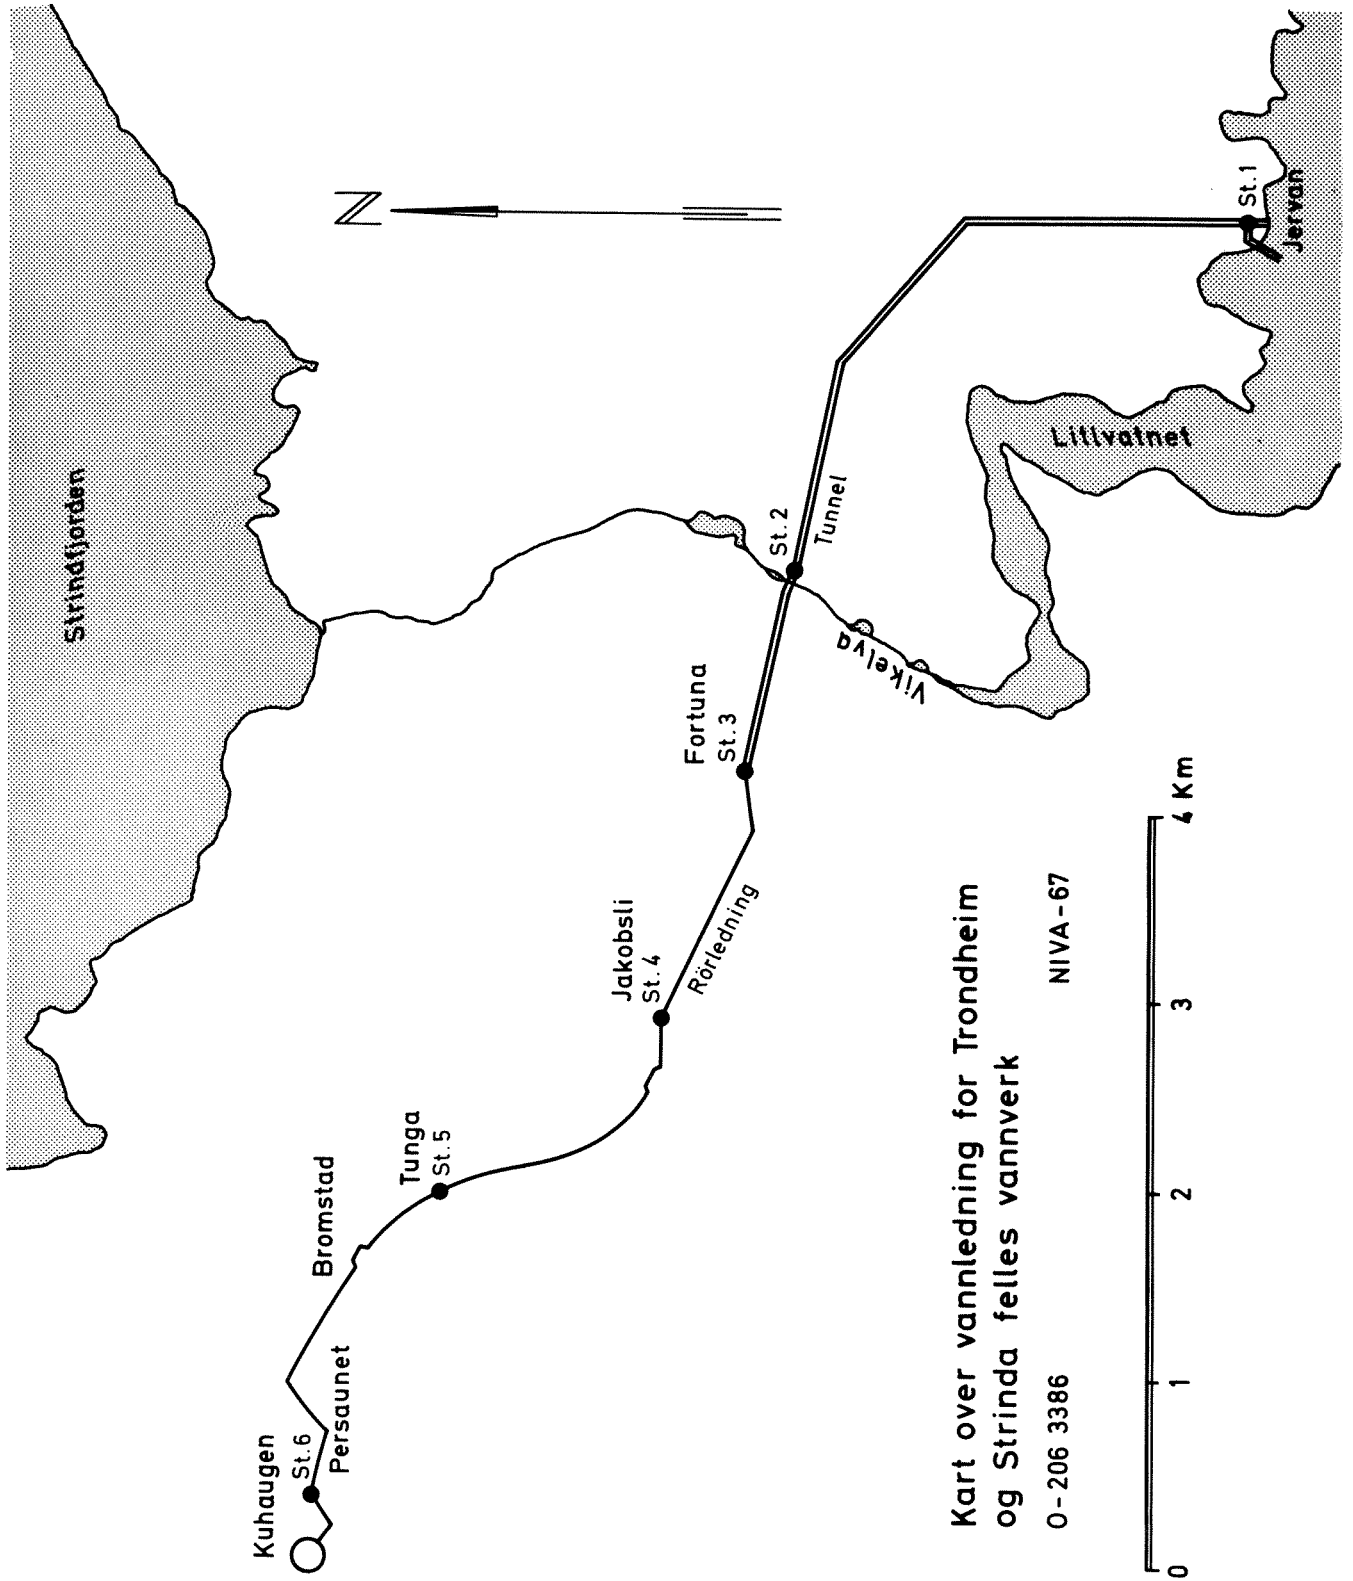 Strindfjorden
N
Kuhaugen
St.6
Persaunet
Bromstad
Tunga
St.5
Jakobsli
St.4
Rörledning
Fortuna
St.3
St.2
Tunnel
Vikelva
Litlvatnet
St.1
Jervan
Kart over vannledning for Trondheim
og Strinda felles vannverk
O-206 3386 NIVA-67
0 1 2 3 4 Km